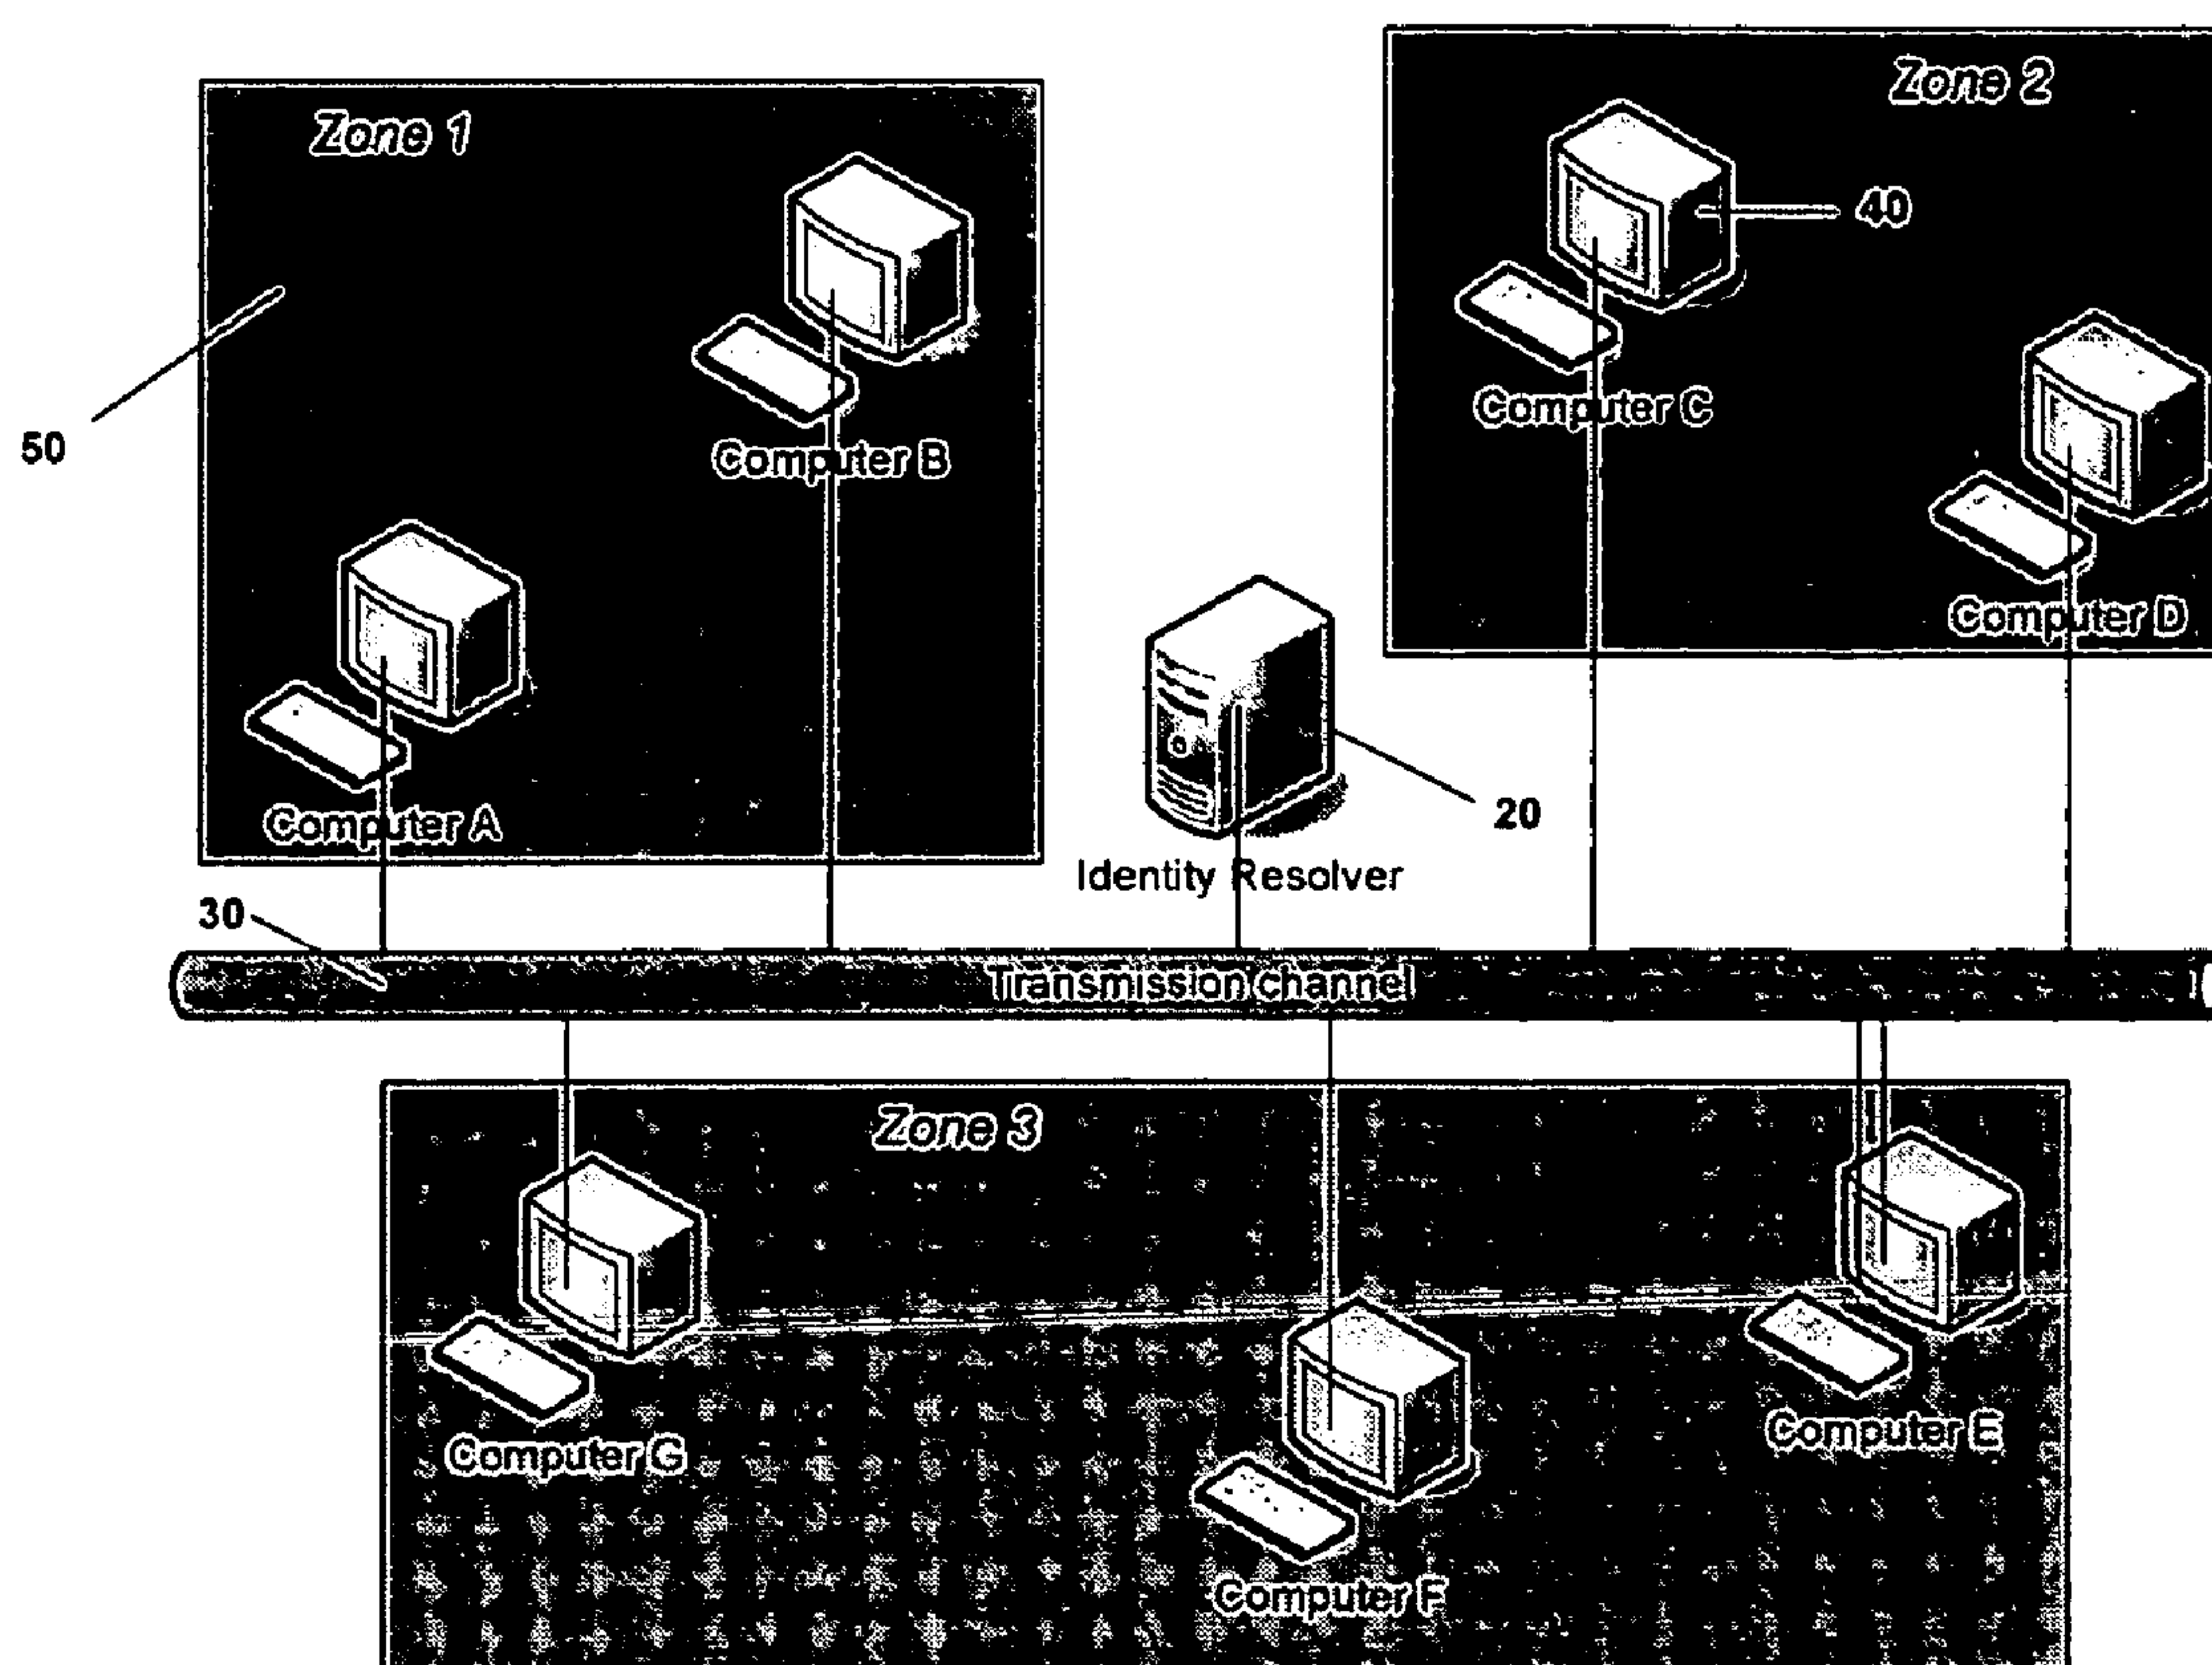 Zone 1
Zone 2
40
50
Computer B
Computer C
Computer D
Computer A
20
Identity Resolver
30
Transmission channel
Zone 3
Computer G
Computer E
Computer F